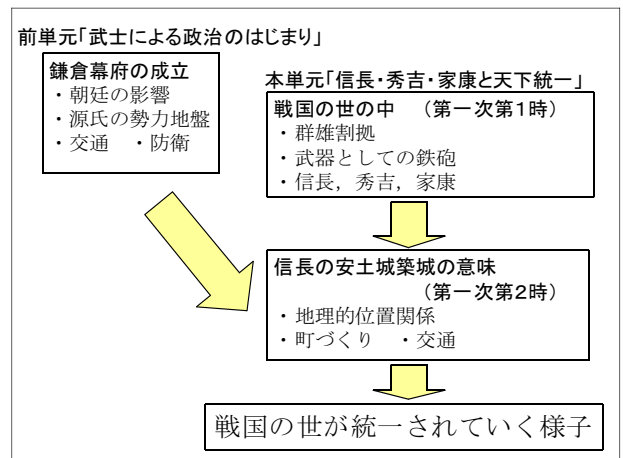 前単元「武士による政治のはじまり」
鎌倉幕府の成立
・朝廷の影響
・源氏の勢力地盤
・交通 ・防衛
本単元「信長・秀吉・家康と天下統一」
戦国の世の中 (第一次第1時)
・群雄割拠
・武器としての鉄砲
・信長，秀吉，家康
信長の安土城築城の意味
(第一次第2時)
・地理的位置関係
・町づくり ・交通
戦国の世が統一されていく様子